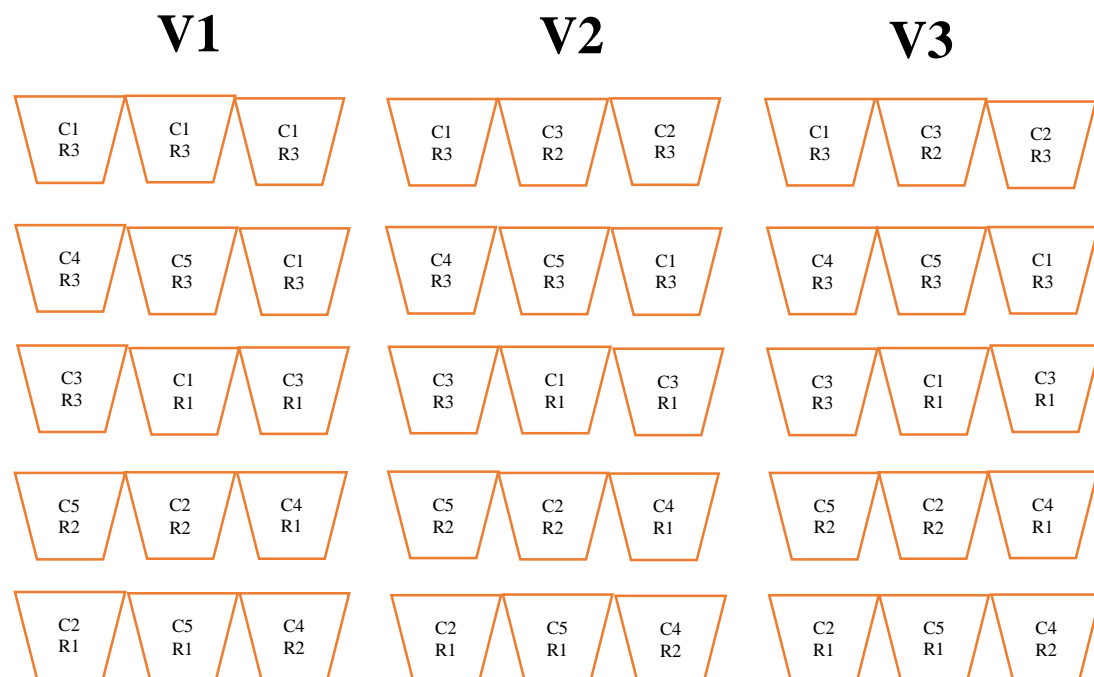 V1 V2 V3
C1 C1 C1 C1 C3 C2 C1 C3 C2
R3 R3 R3 R3 R2 R3 R3 R2 R3
C4 C5 C1 C4 C5 C1 C4 C5 C1
R3 R3 R3 R3 R3 R3 R3 R3 R3
C3 C1 C3 C3 C1 C3 C3 C1 C3
R3 R1 R1 R3 R1 R1 R3 R1 R1
C5 C2 C4 C5 C2 C4 C5 C2 C4
R2 R2 R1 R2 R2 R1 R2 R2 R1
C2 C5 C4 C2 C5 C4 C2 C5 C4
R1 R1 R2 R1 R1 R2 R1 R1 R2